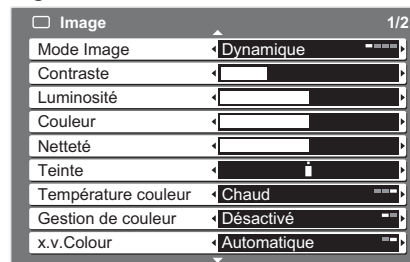 Image 1/2
Mode Image Dynamique
Contraste
Luminosité
Couleur
Netteté
Teinte
Température couleur Chaud
Gestion de couleur Désactivé
x.v.Colour Automatique